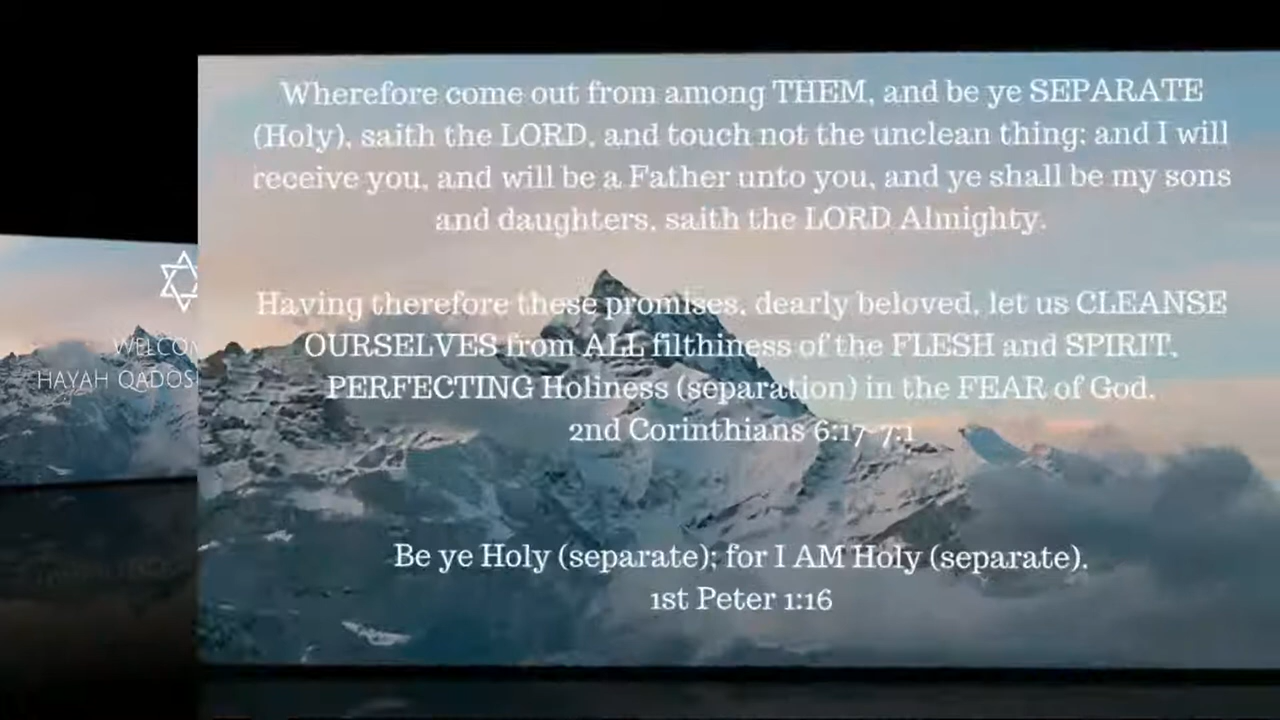 Wherefore come out from among THEM, and be ye SEPARATE
(Holy), saith the LORD, and touch not the unclean thing; and I will
receive you, and will be a Father unto you, and ye shall be my sons
and daughters, saith the LORD Almighty.
Having therefore these promises, dearly beloved, let us CLEANSE
OURSELVES from ALL filthiness of the FLESH and SPIRIT,
PERFECTING Holiness (separation) in the FEAR of God.
2nd Corinthians 6:17-7:1
Be ye Holy (separate); for I AM Holy (separate).
1st Peter 1:16
HAYAH